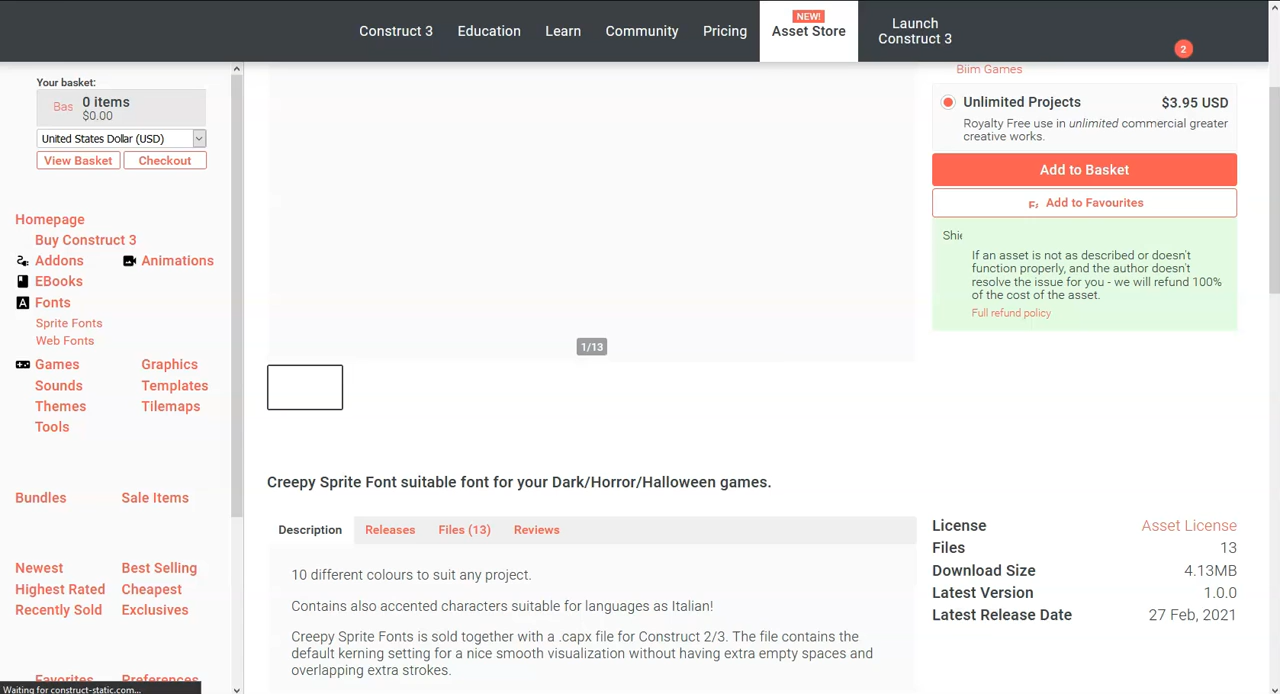 Construct 3
Education
Learn
Community
Pricing
NEW!
Asset Store
Launch
Construct 3
2
Your basket:
Bas
0 items
$0.00
United States Dollar (USD)
View Basket
Checkout
Homepage
Buy Construct 3
Addons
Animations
EBooks
A
Fonts
Sprite Fonts
Web Fonts
Games
Graphics
Sounds
Templates
Themes
Tilemaps
Tools
Bundles
Sale Items
Newest
Best Selling
Highest Rated
Cheapest
Recently Sold
Exclusives
Favourites
Preferences
Waiting for construct-static.com...
1/13
Biim Games
Unlimited Projects
$3.95 USD
Royalty Free use in unlimited commercial greater
creative works.
Add to Basket
Add to Favourites
Shie
If an asset is not as described or doesn't
function properly, and the author doesn't
resolve the issue for you - we will refund 100%
of the cost of the asset.
Full refund policy
Creepy Sprite Font suitable font for your Dark/Horror/Halloween games.
Description
Releases
Files (13)
Reviews
10 different colours to suit any project.
Contains also accented characters suitable for languages as Italian!
Creepy Sprite Fonts is sold together with a .capx file for Construct 2/3. The file contains the
default kerning setting for a nice smooth visualization without having extra empty spaces and
overlapping extra strokes.
License
Asset License
Files
13
Download Size
4.13MB
Latest Version
1.0.0
Latest Release Date
27 Feb, 2021